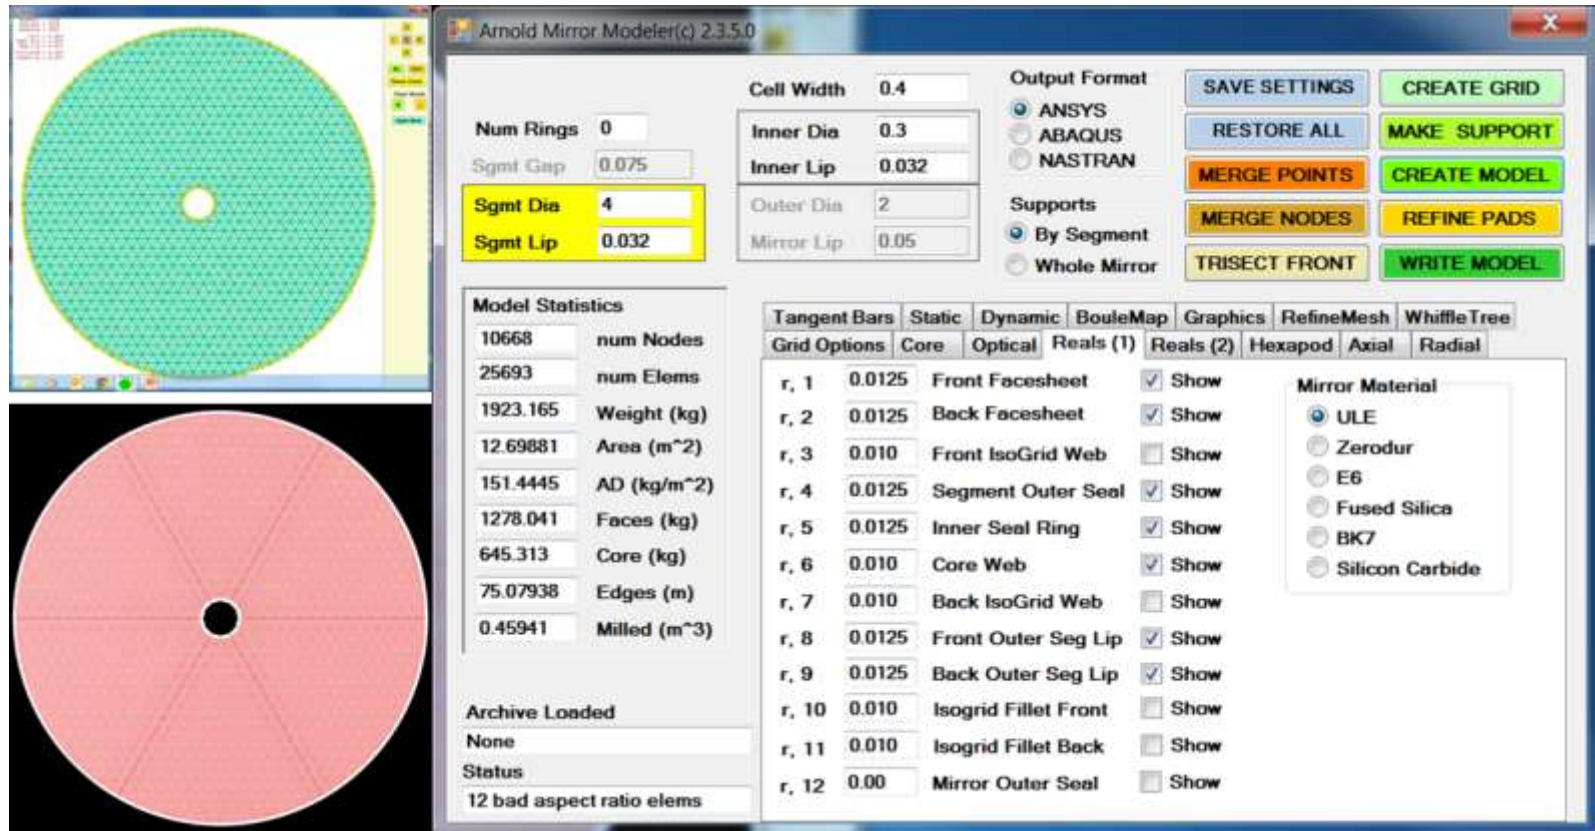 Arnold Mirror Modeler(c) 2.3.5.0
X
Num Rings 0
Sgmt Gap 0.075
Sgmt Dia 4
Sgmt Lip 0.032
Cell Width 0.4
Inner Dia 0.3
Inner Lip 0.032
Outer Dia 2
Mirror Lip 0.05
Output Format
ANSYS
ABAQUS
NASTRAN
Supports
By Segment
Whole Mirror
SAVE SETTINGS CREATE GRID
RESTORE ALL MAKE SUPPORT
MERGE POINTS CREATE MODEL
MERGE NODES REFINE PADS
TRISECT FRONT WRITE MODEL
Model Statistics
10668 num Nodes
25693 num Elems
1923.165 Weight (kg)
12.69881 Area (m^2)
151.4445 AD (kg/m^2)
1278.041 Faces (kg)
645.313 Core (kg)
75.07938 Edges (m)
0.45941 Milled (m^3)
Archive Loaded
None
Status
12 bad aspect ratio elems
Tangent Bars Static Dynamic BouleMap Graphics RefineMesh WhiffleTree
Grid Options Core Optical Reals (1) Reals (2) Hexapod Axial Radial
r, 1 0.0125 Front Facesheet Show
r, 2 0.0125 Back Facesheet Show
r, 3 0.010 Front IsoGrid Web Show
r, 4 0.0125 Segment Outer Seal Show
r, 5 0.0125 Inner Seal Ring Show
r, 6 0.010 Core Web Show
r, 7 0.010 Back IsoGrid Web Show
r, 8 0.0125 Front Outer Seg Lip Show
r, 9 0.0125 Back Outer Seg Lip Show
r, 10 0.010 Isogrid Fillet Front Show
r, 11 0.010 Isogrid Fillet Back Show
r, 12 0.00 Mirror Outer Seal Show
Mirror Material
ULE
Zerodur
E6
Fused Silica
BK7
Silicon Carbide